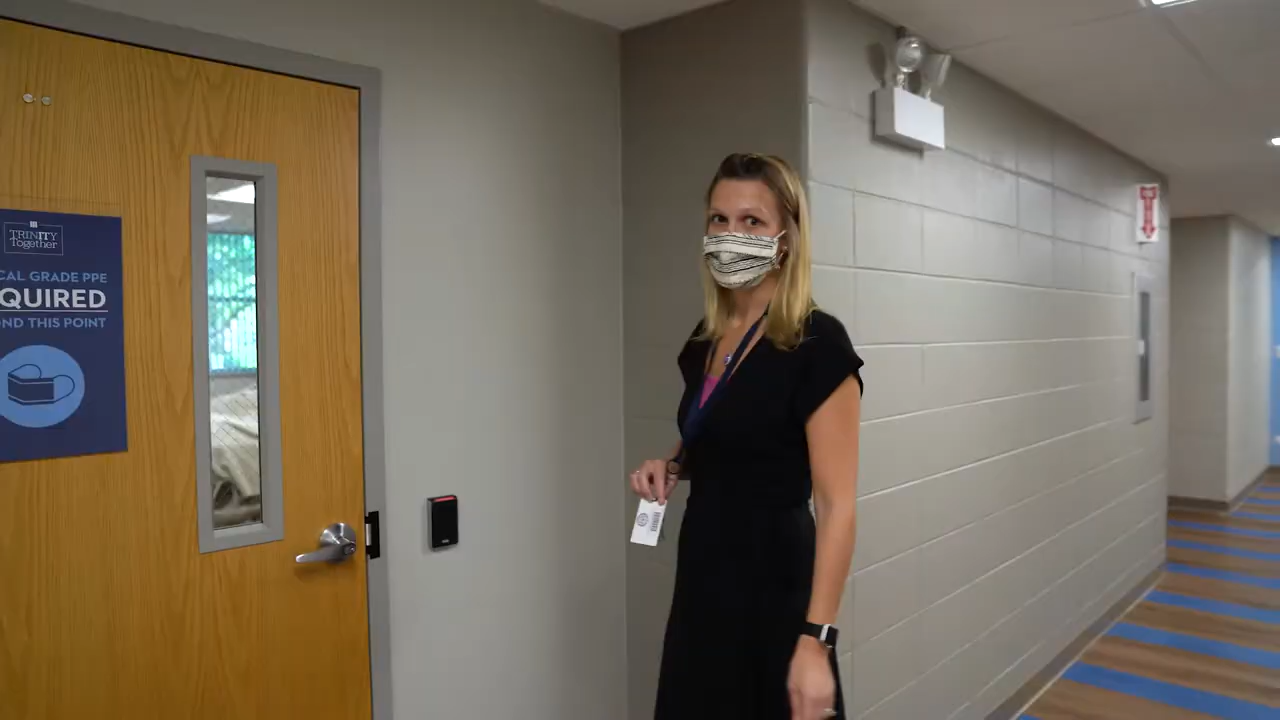 TRINITY
Together
CAL GRADE PPE
QUIRED
ND THIS POINT